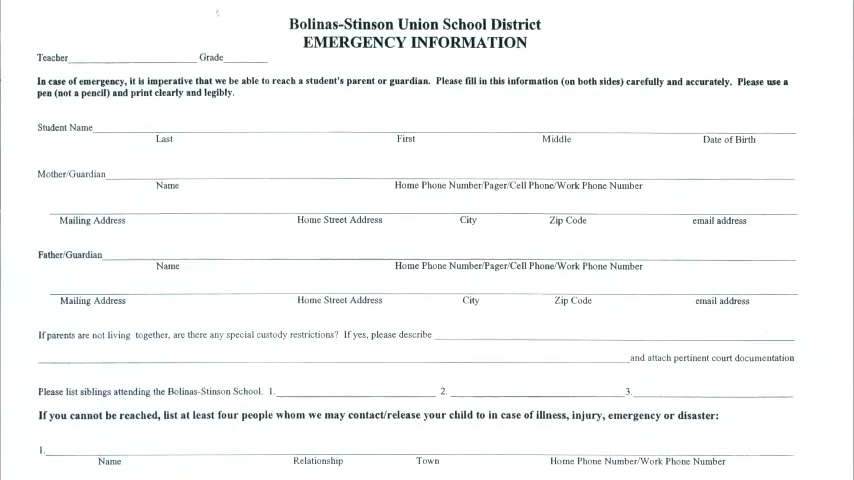 Bolinas-Stinson Union School District
EMERGENCY INFORMATION
Teacher Grade
In case of emergency, it is imperative that we be able to reach a student's parent or guardian. Please fill in this information (on both sides) carefully and accurately. Please use a
pen (not a pencil) and print clearly and legibly.
Student Name
Last First Middle Date of Birth
Mother/Guardian
Name Home Phone Number/Pager/Cell Phone/Work Phone Number
Mailing Address Home Street Address City Zip Code email address
Father/Guardian
Name Home Phone Number/Pager/Cell Phone/Work Phone Number
Mailing Address Home Street Address City Zip Code email address
If parents are not living together, are there any special custody restrictions? If yes, please describe
and attach pertinent court documentation
Please list siblings attending the Bolinas-Stinson School. 1. 2. 3.
If you cannot be reached, list at least four people whom we may contact/release your child to in case of illness, injury, emergency or disaster:
1.
Name Relationship Town Home Phone Number/Work Phone Number